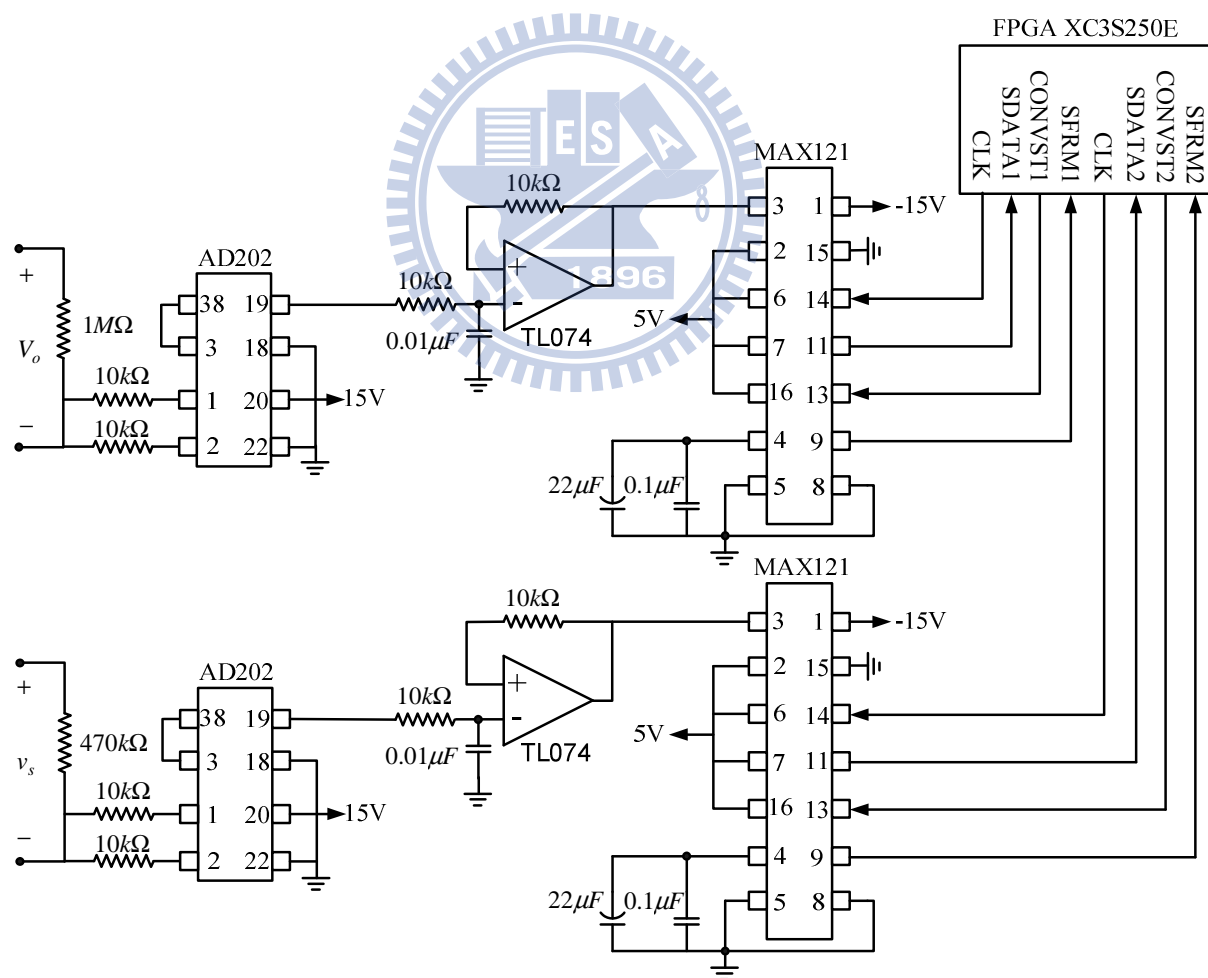 FPGA XC3S250E
CLK
SDATA1
CONVST1
SFRM1
CLK
SDATA2
CONVST2
SFRM2
ES
A
8
1896
MAX121
10kΩ
3 1 -15V
2 15
6 14
5V
7 11
16 13
4 9
5 8
22μF 0.1μF
AD202
+
1MΩ
Vo
10kΩ
10kΩ
−
38 19
3 18
1 20 15V
2 22
10kΩ
0.01μF
+
-
TL074
MAX121
10kΩ
3 1 -15V
2 15
6 14
5V
7 11
16 13
4 9
5 8
22μF 0.1μF
AD202
+
470kΩ
vs
10kΩ
10kΩ
−
38 19
3 18
1 20 15V
2 22
10kΩ
0.01μF
+
-
TL074